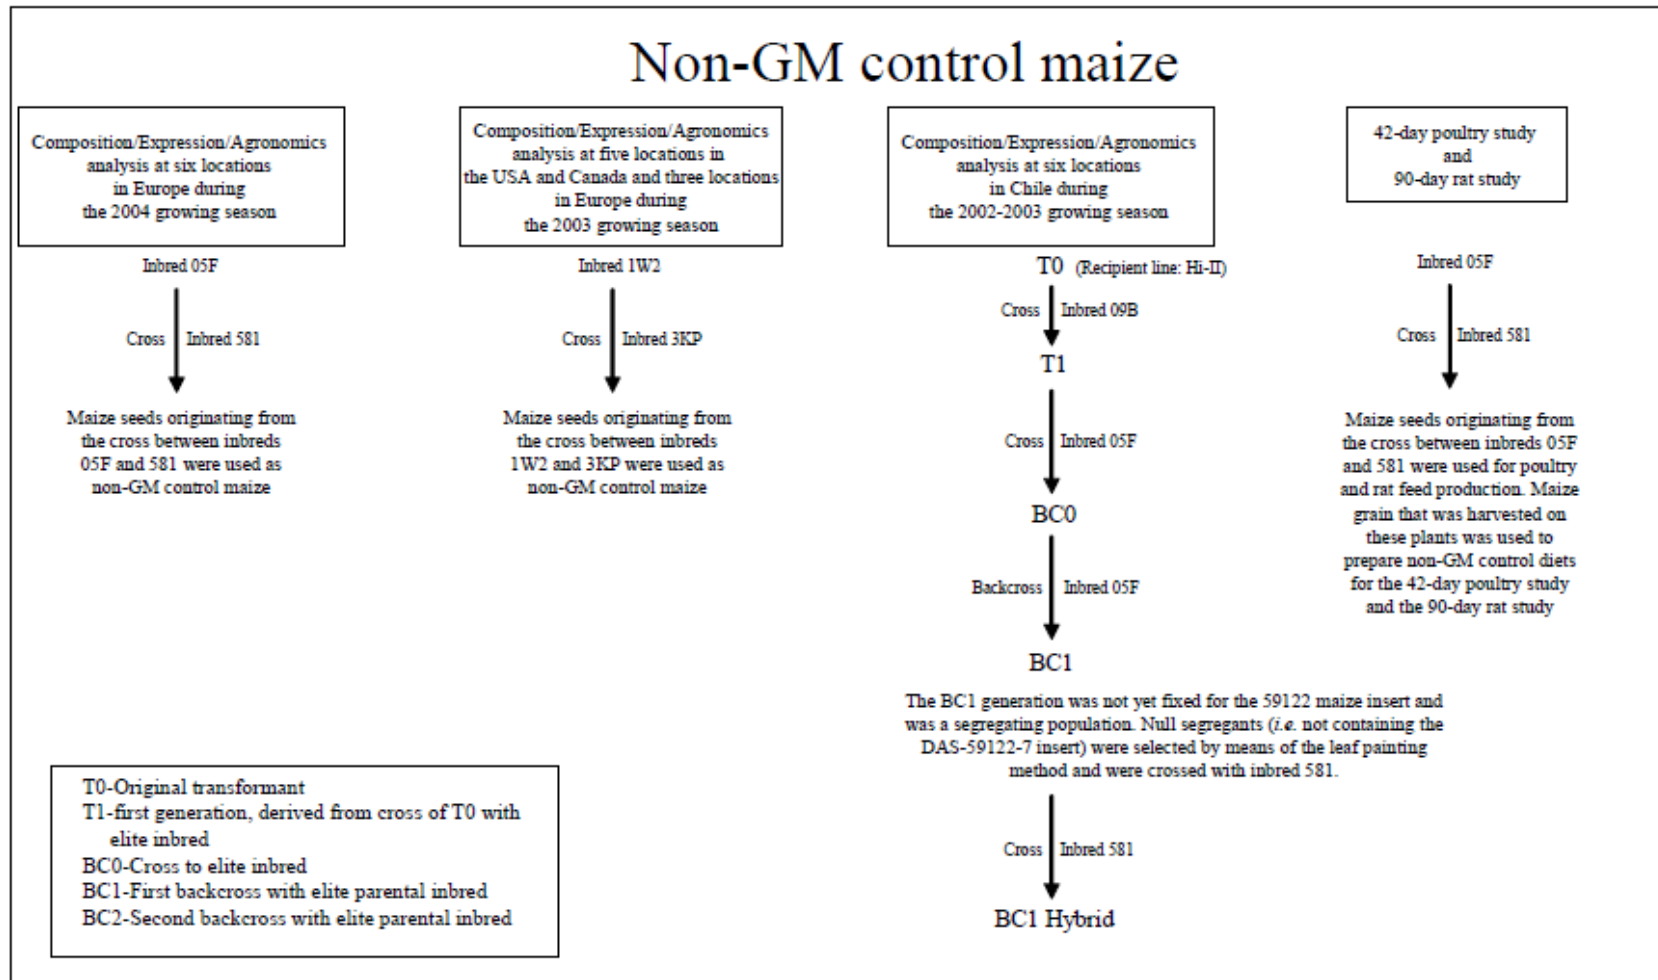 Non-GM control maize
Composition/Expression/Agronomics
analysis at six locations
in Europe during
the 2004 growing season
Inbred 05F
Cross
Inbred 581
Maize seeds originating from
the cross between inbreds
05F and 581 were used as
non-GM control maize
Composition/Expression/Agronomics
analysis at five locations in
the USA and Canada and three locations
in Europe during
the 2003 growing season
Inbred 1W2
Cross
Inbred 3KP
Maize seeds originating from
the cross between inbreds
1W2 and 3KP were used as
non-GM control maize
Composition/Expression/Agronomics
analysis at six locations
in Chile during
the 2002-2003 growing season
T0 (Recipient line: Hi-II)
Cross
Inbred 09B
T1
Cross
Inbred 05F
BC0
Backcross
Inbred 05F
BC1
The BC1 generation was not yet fixed for the 59122 maize insert and
was a segregating population. Null segregants (i.e. not containing the
DAS-59122-7 insert) were selected by means of the leaf painting
method and were crossed with inbred 581.
Cross
Inbred 581
BC1 Hybrid
42-day poultry study
and
90-day rat study
Inbred 05F
Cross
Inbred 581
Maize seeds originating from
the cross between inbreds 05F
and 581 were used for poultry
and rat feed production. Maize
grain that was harvested on
these plants was used to
prepare non-GM control diets
for the 42-day poultry study
and the 90-day rat study
T0-Original transformant
T1-first generation, derived from cross of T0 with
elite inbred
BC0-Cross to elite inbred
BC1-First backcross with elite parental inbred
BC2-Second backcross with elite parental inbred